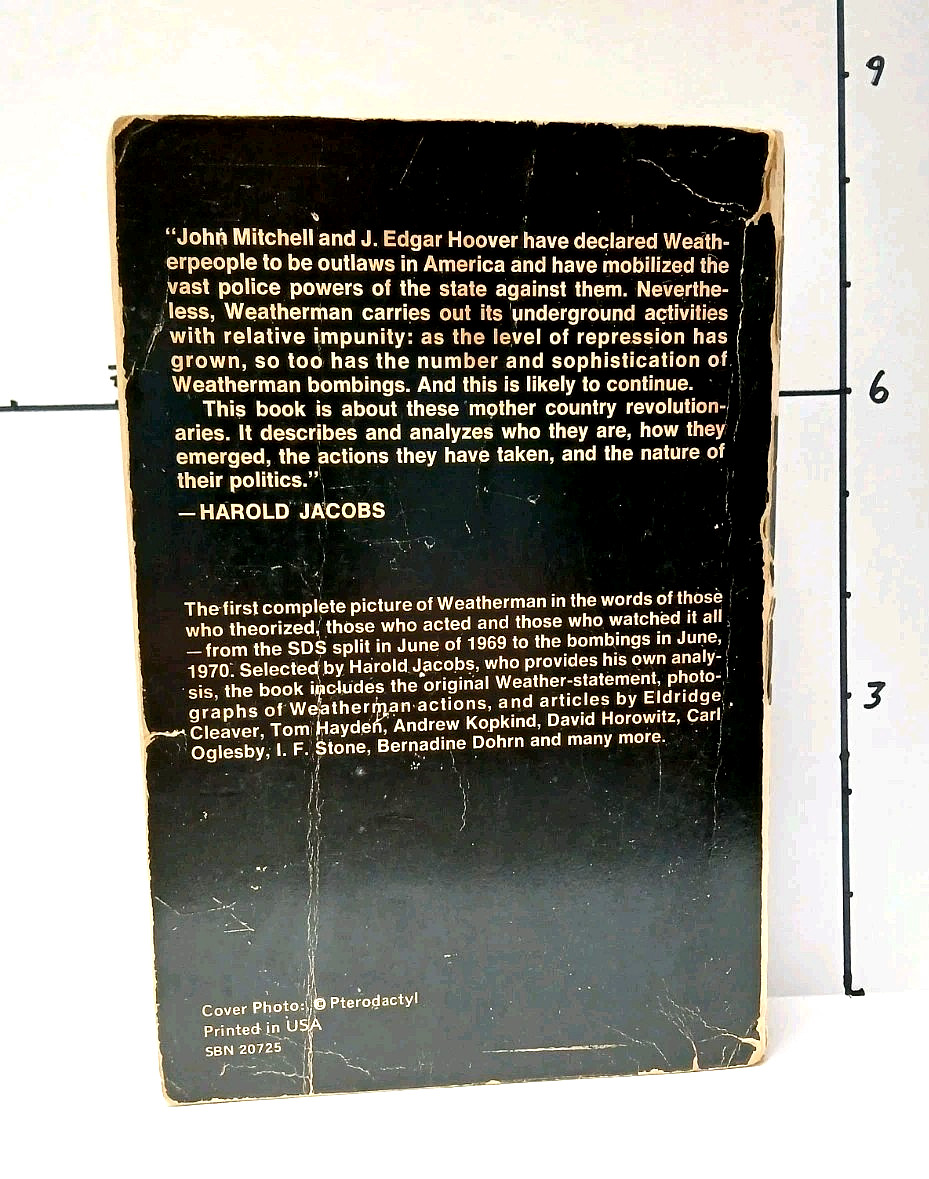 9
"John Mitchell and J. Edgar Hoover have declared Weath-
erpeople to be outlaws in America and have mobilized the
vast police powers of the state against them. Neverthe-
less, Weatherman carries out its underground activities
with relative impunity: as the level of repression has
grown, so too has the number and sophistication of
Weatherman bombings. And this is likely to continue.
6
This book is about these mother country revolution-
aries. It describes and analyzes who they are, how they
emerged, the actions they have taken, and the nature of
their politics."
—HAROLD JACOBS
The first complete picture of Weatherman in the words of those
who theorized, those who acted and those who watched it all
—from the SDS split in June of 1969 to the bombings in June,
1970. Selected by Harold Jacobs, who provides his own analy-
sis, the book includes the original Weather-statement, photo-
3
graphs of Weatherman actions, and articles by Eldridge
Cleaver, Tom Hayden, Andrew Kopkind, David Horowitz, Carl
Oglesby, I. F. Stone, Bernadine Dohrn and many more.
Cover Photo: © Pterodactyl
Printed in USA
SBN 20725